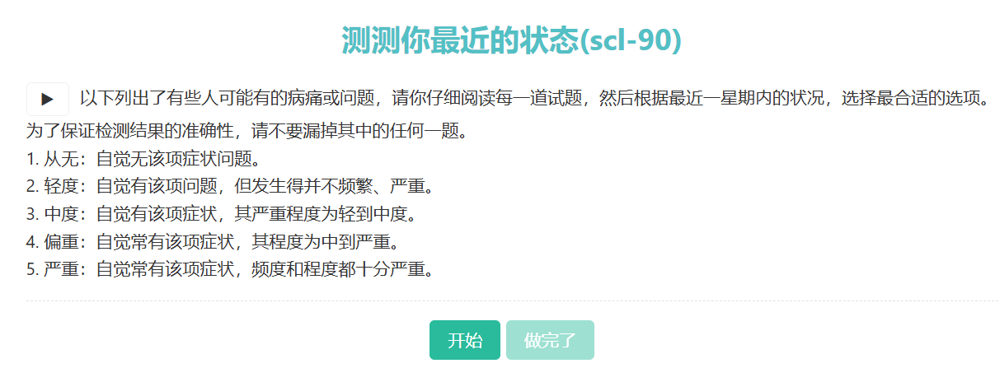 测测你最近的状态(scl-90)
以下列出了有些人可能有的病痛或问题，请你仔细阅读每一道试题，然后根据最近一星期内的状况，选择最合适的选项。
为了保证检测结果的准确性，请不要漏掉其中的任何一题。
1. 从无：自觉无该项症状问题。
2. 轻度：自觉有该项问题，但发生得并不频繁、严重。
3. 中度：自觉有该项症状，其严重程度为轻到中度。
4. 偏重：自觉常有该项症状，其程度为中到严重。
5. 严重：自觉常有该项症状，频度和程度都十分严重。
开始 做完了